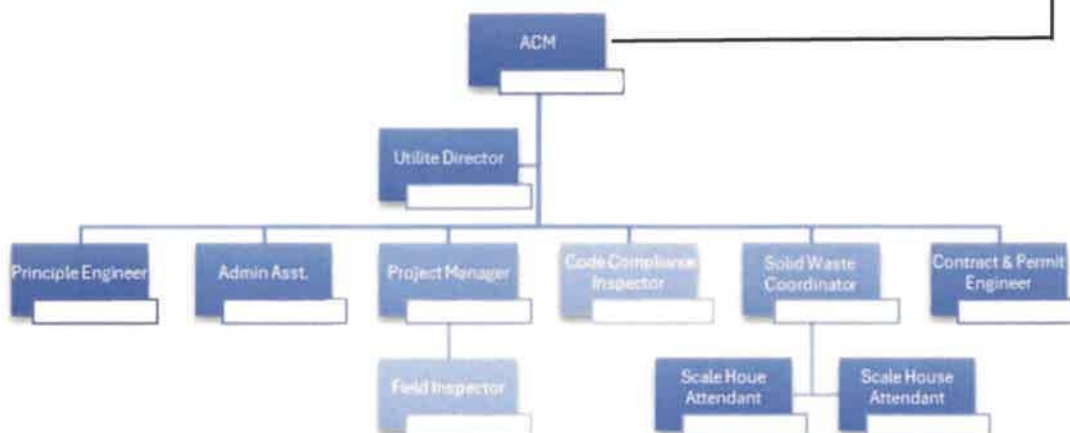 ACM
Utilite Director
Principle Engineer
Admin Asst.
Project Manager
Code Compliance
Inspector
Solid Waste
Coordinator
Contract & Permit
Engineer
Field Inspector
Scale Houe
Attendant
Scale House
Attendant